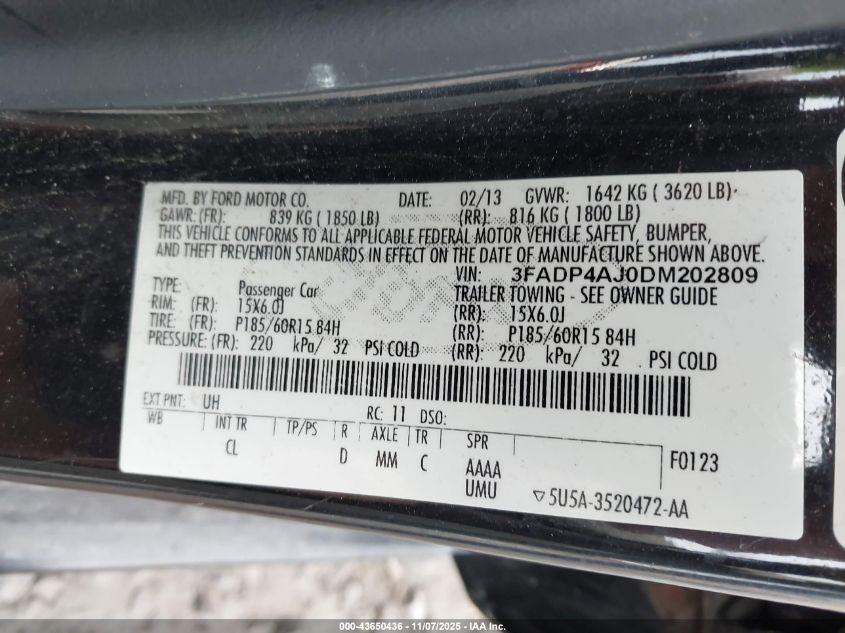 MFD. BY FORD MOTOR CO. DATE: 02/13 GVWR: 1642 KG ( 3620 LB)
GAWR: (FR): 839 KG ( 1850 LB) (RR): 816 KG ( 1800 LB)
THIS VEHICLE CONFORMS TO ALL APPLICABLE FEDERAL MOTOR VEHICLE SAFETY, BUMPER,
AND THEFT PREVENTION STANDARDS IN EFFECT ON THE DATE OF MANUFACTURE SHOWN ABOVE.
VIN: 3FADP4AJ0DM202809
TYPE: Passenger Car TRAILER TOWING - SEE OWNER GUIDE
RIM: (FR): 15X6.0J (RR): 15X6.0J
TIRE: (FR): P185/60R15 84H (RR): P185/60R15 84H
PRESSURE: (FR): 220 kPa/ 32 PSI COLD (RR): 220 kPa/ 32 PSI COLD
EXT PNT: UH RC: 11 DSO:
WB INT TR TP/PS R AXLE TR SPR
CL D MM C AAAA F0123
UMU ▽5U5A-3520472-AA
000-43650436 - 11/07/2025 - IAA Inc.